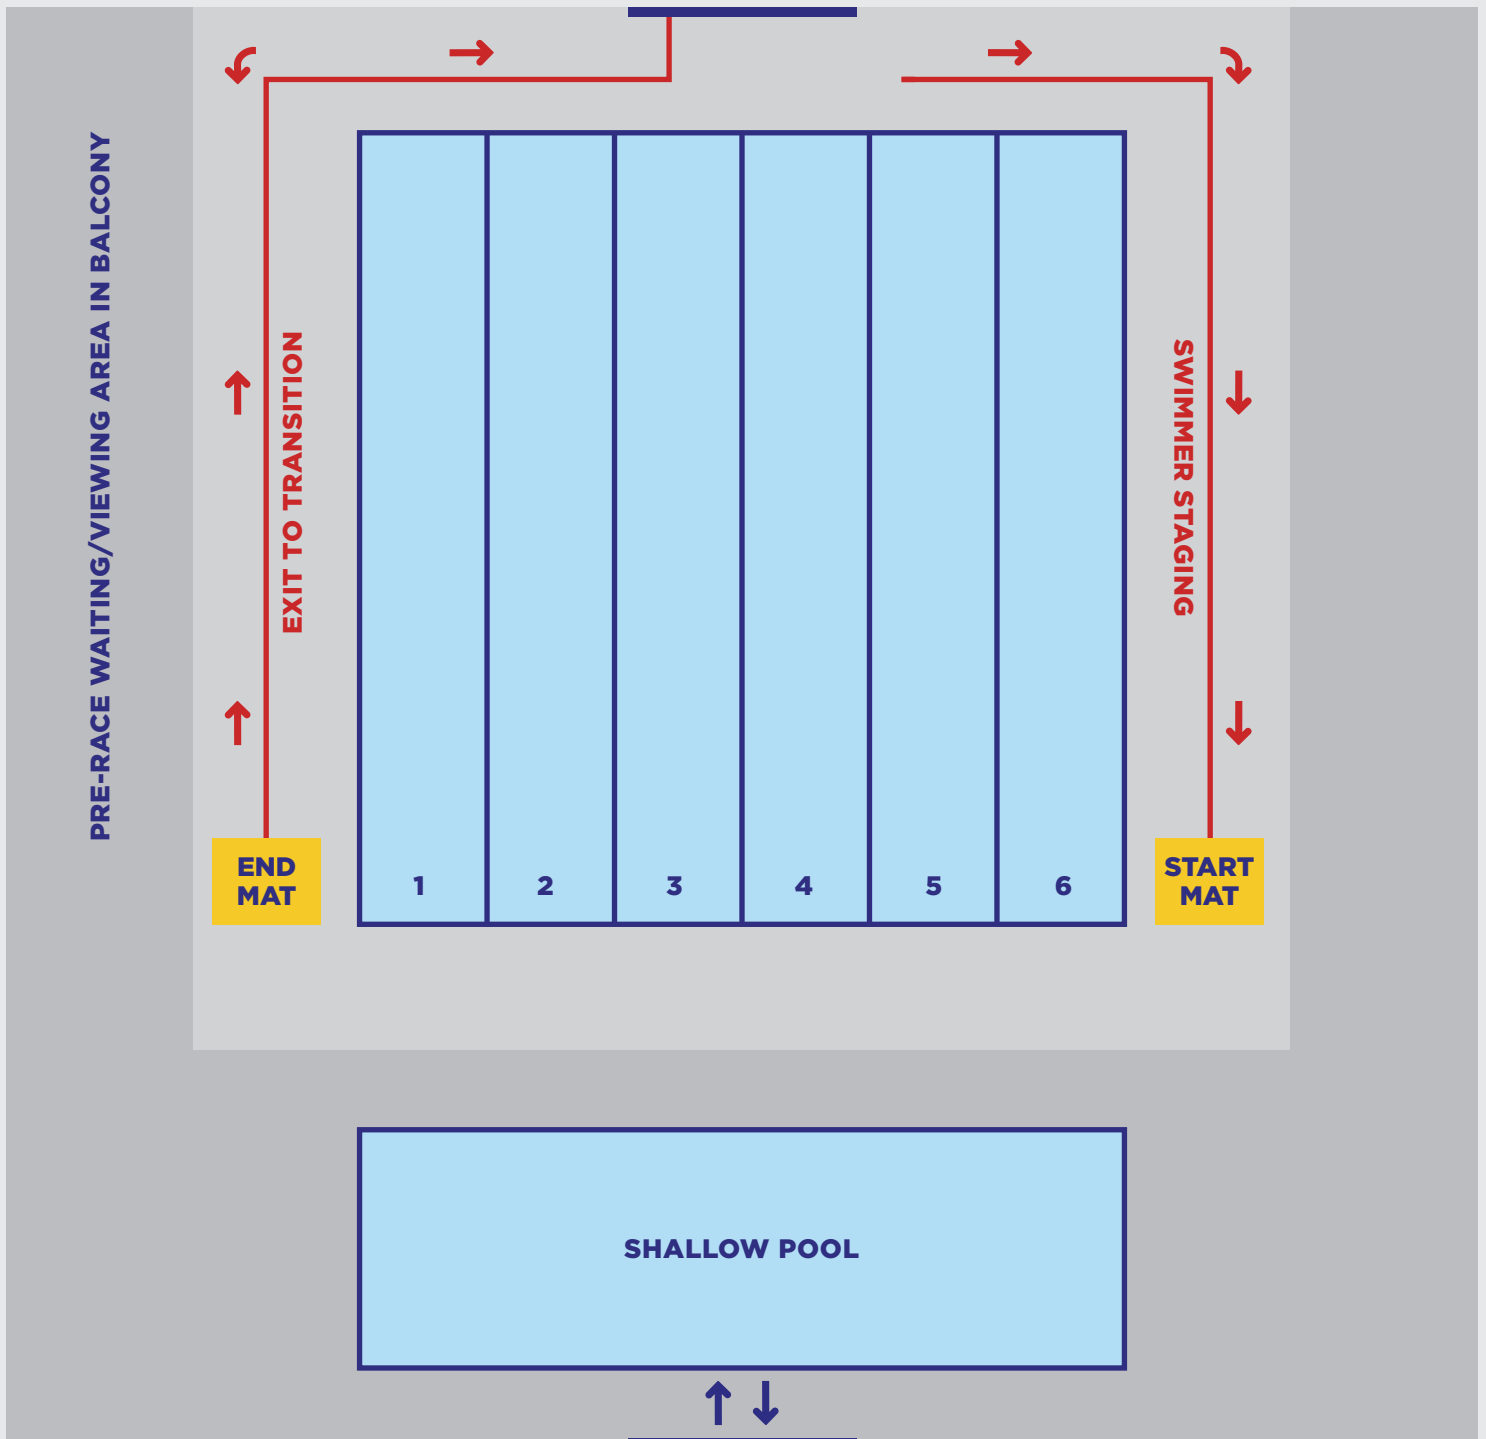 PRE-RACE WAITING/VIEWING AREA IN BALCONY
EXIT TO TRANSITION
SWIMMER STAGING
END
MAT
1
2
3
4
5
6
START
MAT
SHALLOW POOL